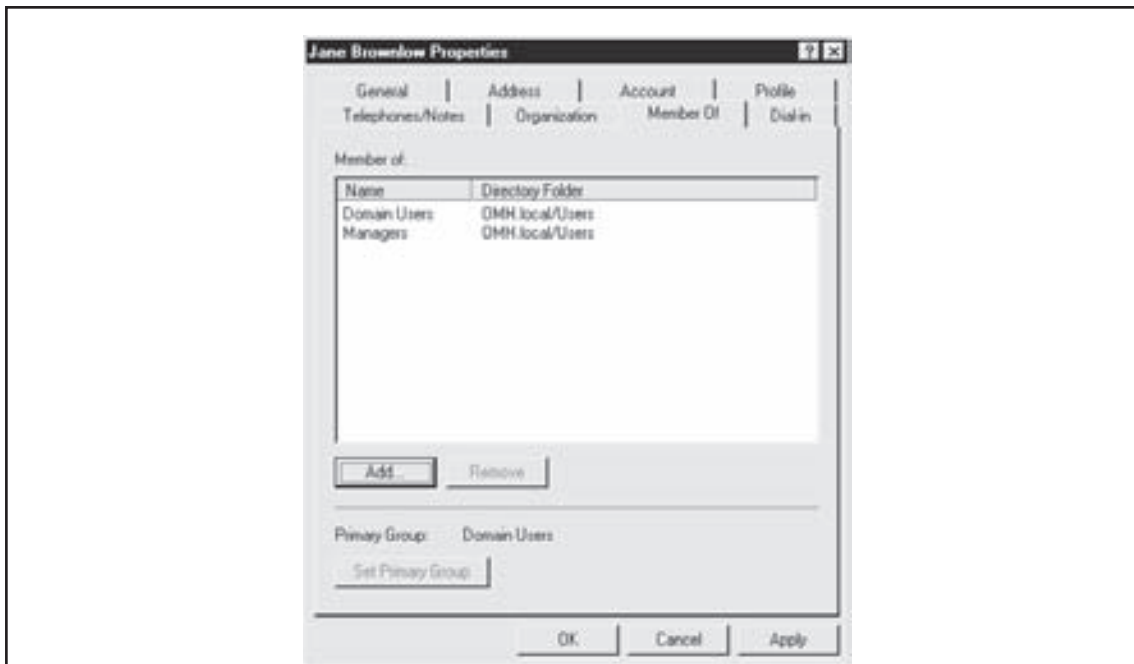 Jane Brownlow Properties
General Address Account Profile
Telephones/Notes Organization Member Of Dial-in
Member of:
Name Directory Folder
Domain Users OMH.local/Users
Managers OMH.local/Users
Add... Remove
Primary Group: Domain Users
Set Primary Group
OK Cancel Apply